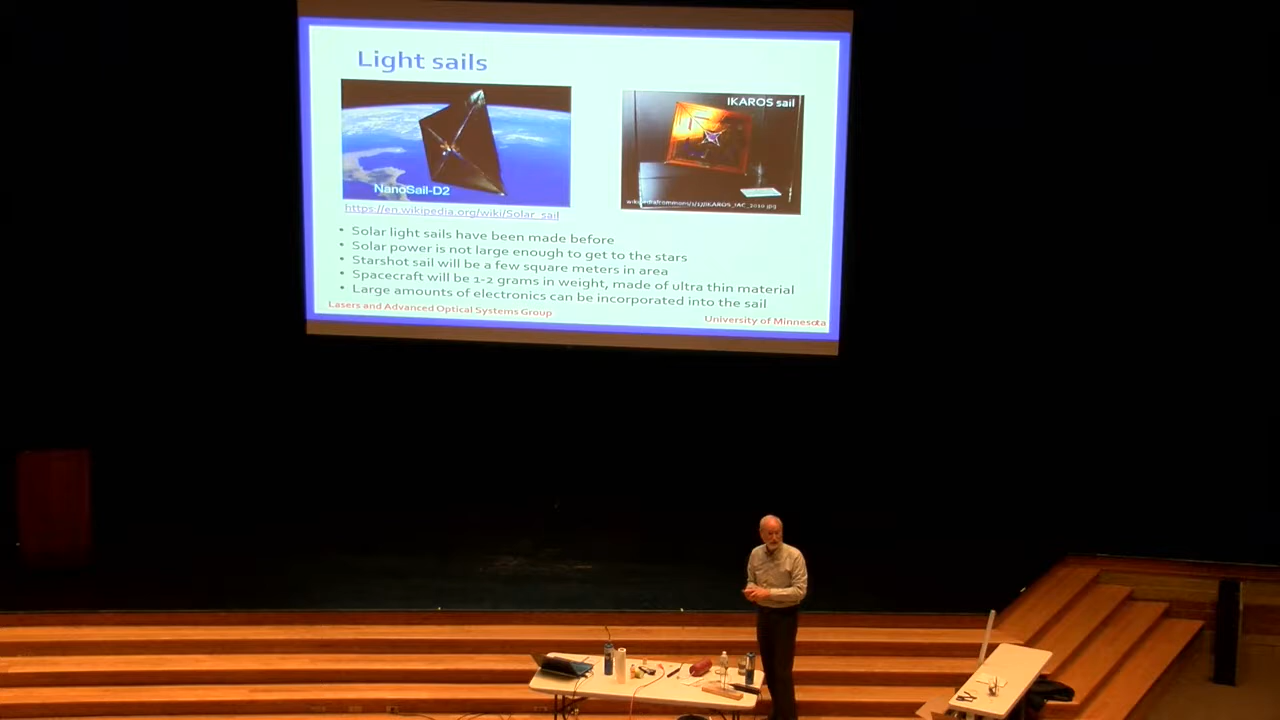 Light sails
IKAROS sail
NanoSail-D2
https://en.wikipedia.org/wiki/Solar_sail
• Solar light sails have been made before
• Solar power is not large enough to get to the stars
• Starshot sail will be a few square meters in area
• Spacecraft will be 1-2 grams in weight, made of ultra thin material
• Large amounts of electronics can be incorporated into the sail
Lasers and Advanced Optical Systems Group
University of Minnesota